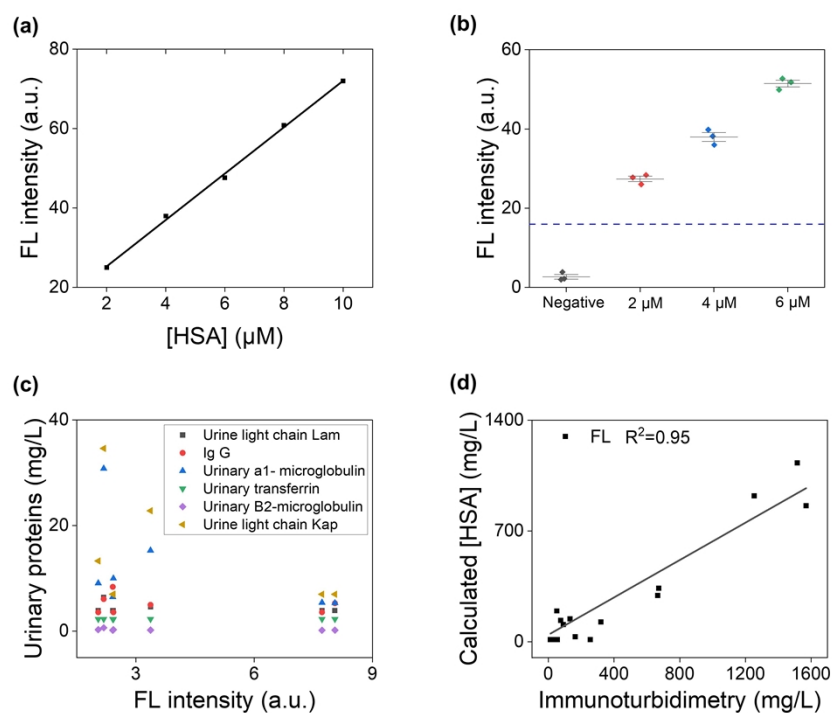 (a)
80
60
40
20
FL intensity (a.u.)
2 4 6 8 10
[HSA] (μM)
(b)
60
40
20
0
FL intensity (a.u.)
Negative 2 μM 4 μM 6 μM
(c)
40
20
0
Urinary proteins (mg/L)
Urine light chain Lam
Ig G
Urinary a1- microglobulin
Urinary transferrin
Urinary B2-microglobulin
Urine light chain Kap
3 6 9
FL intensity (a.u.)
(d)
1400
700
0
Calculated [HSA] (mg/L)
FL R²=0.95
0 400 800 1200 1600
Immunoturbidimetry (mg/L)